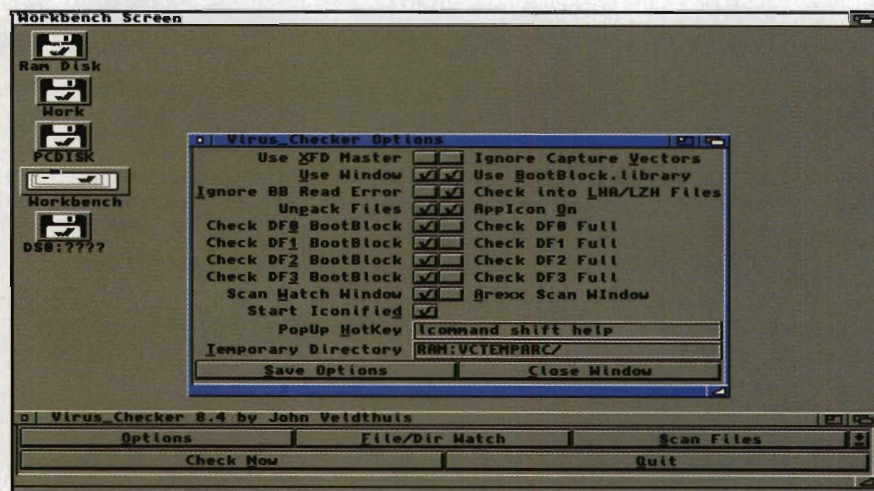 Workbench Screen
Ram Disk
Work
PCDISK
Workbench
DS0:????
Virus_Checker Options
Use XFD Master Ignore Capture Vectors
Use Window Use BootBlock.library
Ignore BB Read Error Check into LHA/LZH Files
Unpack Files AppIcon On
Check DF0 BootBlock Check DF0 Full
Check DF1 BootBlock Check DF1 Full
Check DF2 BootBlock Check DF2 Full
Check DF3 BootBlock Check DF3 Full
Scan Watch Window Arexx Scan WIndow
Start Iconified
PopUp HotKey lcommand shift help
Temporary Directory RAM:VCTEMPARC/
Save Options Close Window
Virus_Checker 8.4 by John Veldthuis
Options File/Dir Watch Scan Files
Check Now Quit